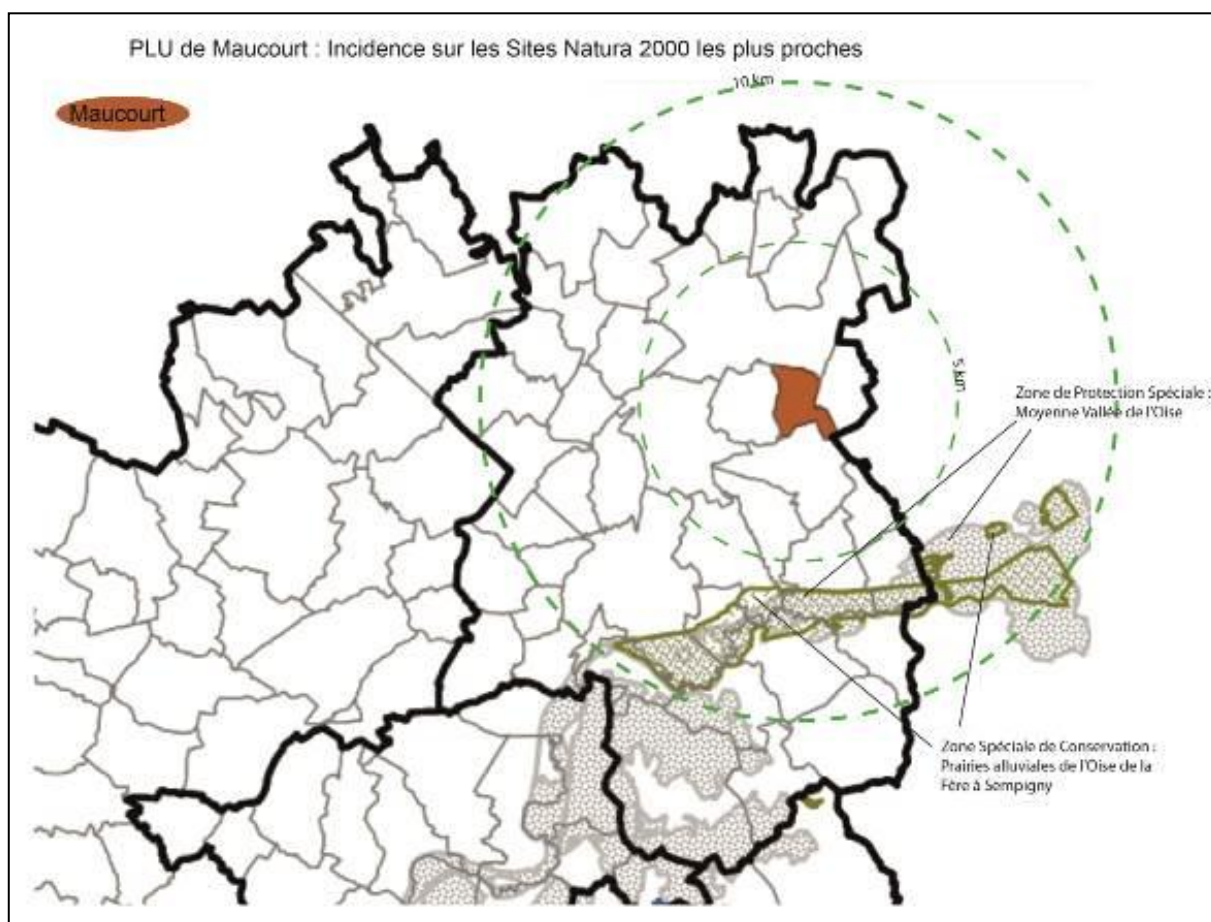 PLU de Maucourt : Incidence sur les Sites Natura 2000 les plus proches
10 km
Maucourt
5 km
Zone de Protection Spéciale :
Moyenne Vallée de l'Oise
Zone Spéciale de Conservation :
Prairies alluviales de l'Oise de la
Fère à Sempigny